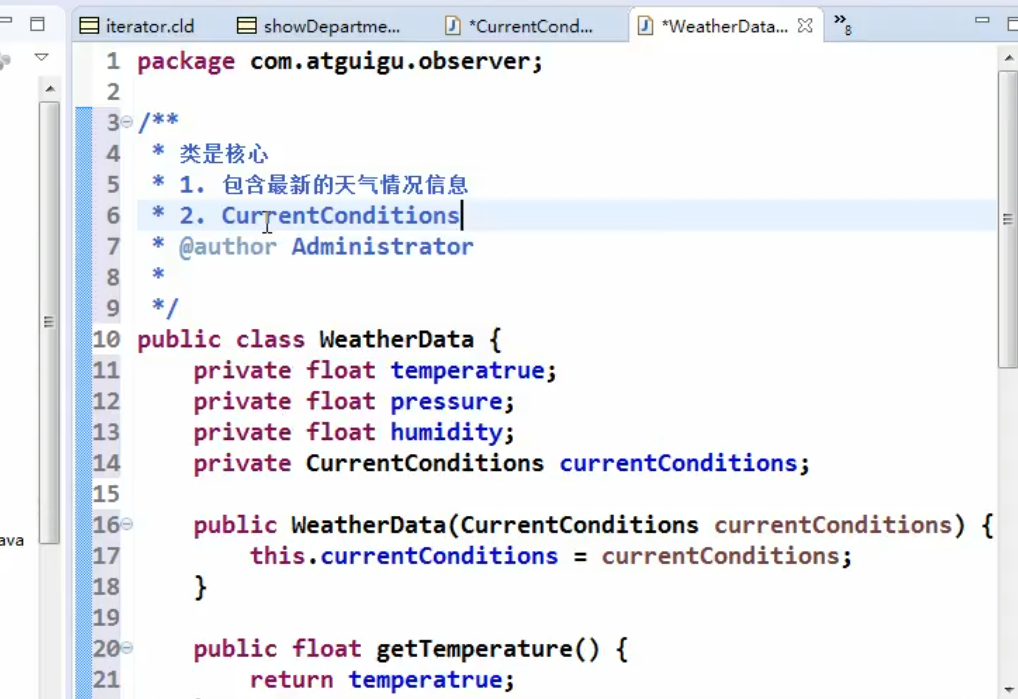 iterator.cld showDepartme... *CurrentCond... *WeatherData... »8
1 package com.atguigu.observer;
2
3 /**
4 * 类是核心
5 * 1. 包含最新的天气情况信息
6 * 2. CurrentConditions
7 * @author Administrator
8 *
9 */
10 public class WeatherData {
11 private float temperatrue;
12 private float pressure;
13 private float humidity;
14 private CurrentConditions currentConditions;
15
ava
16 public WeatherData(CurrentConditions currentConditions) {
17 this.currentConditions = currentConditions;
18 }
19
20 public float getTemperature() {
21 return temperatrue;